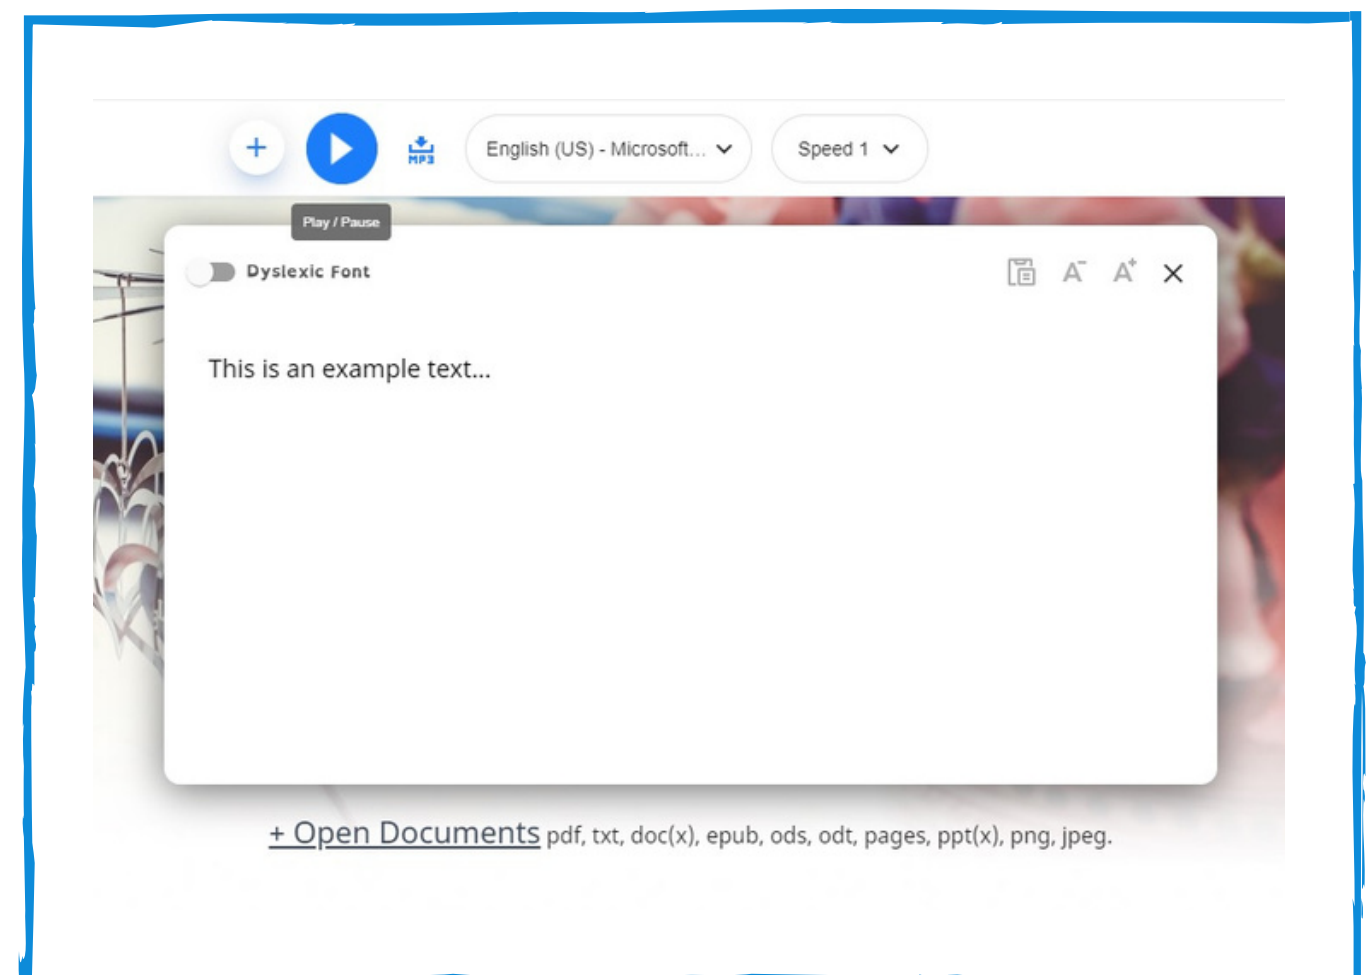 MP3
English (US) - Microsoft...
Speed 1
Play / Pause
Dyslexic Font
A- A+
This is an example text...
+ Open Documents pdf, txt, doc(x), epub, ods, odt, pages, ppt(x), png, jpeg.